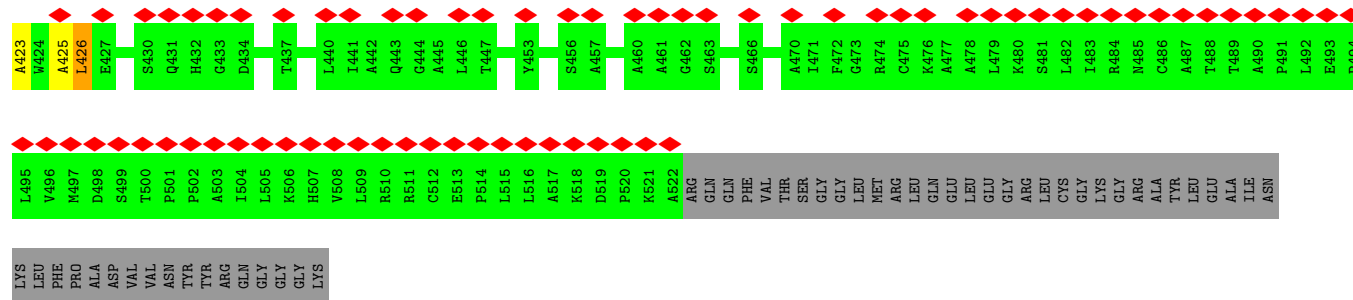 A423 W424 A425 L426 E427 S430 Q431 H432 G433 D434 T437 L440 I441 A442 Q443 G444 A445 L446 T447 Y453 S456 A457 A460 A461 G462 S463 S466 A470 I471 F472 G473 R474 C475 K476 A477 A478 L479 K480 S481 L482 I483 R484 N485 C486 A487 T488 T489 A490 P491 L492 E493
L495 V496 M497 D498 S499 T500 P501 P502 A503 I504 L505 K506 H507 V508 L509 R510 R511 C512 E513 P514 L515 L516 A517 K518 D519 P520 K521 A522 ARG GLN GLN PHE VAL THR SER GLY GLY LEU MET ARG LEU GLN GLU LEU GLU GLY ARG LEU CYS GLY LYS GLY ARG ALA TYR LEU GLU ALA ILE ASN
LYS LEU PHE PRO ALA ASP VAL VAL ASN TYR TYR ARG GLN GLY GLY GLY LYS